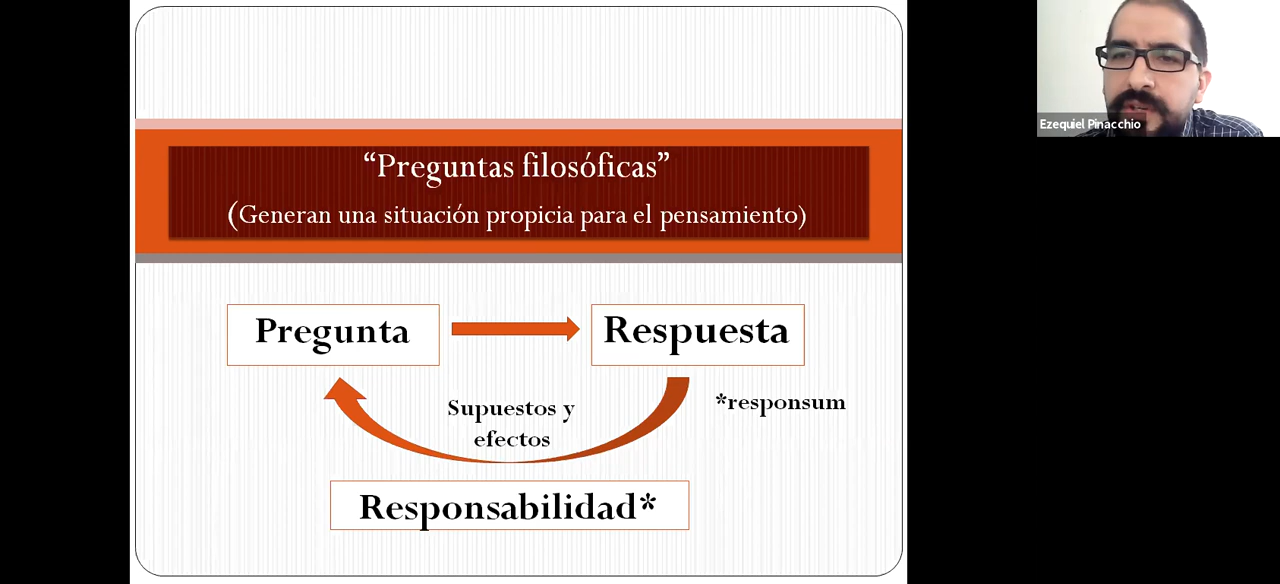 “Preguntas filosóficas”
(Generan una situación propicia para el pensamiento)
Pregunta
Respuesta
Supuestos y
efectos
*responsum
Responsabilidad*
Ezequiel Pinacchio